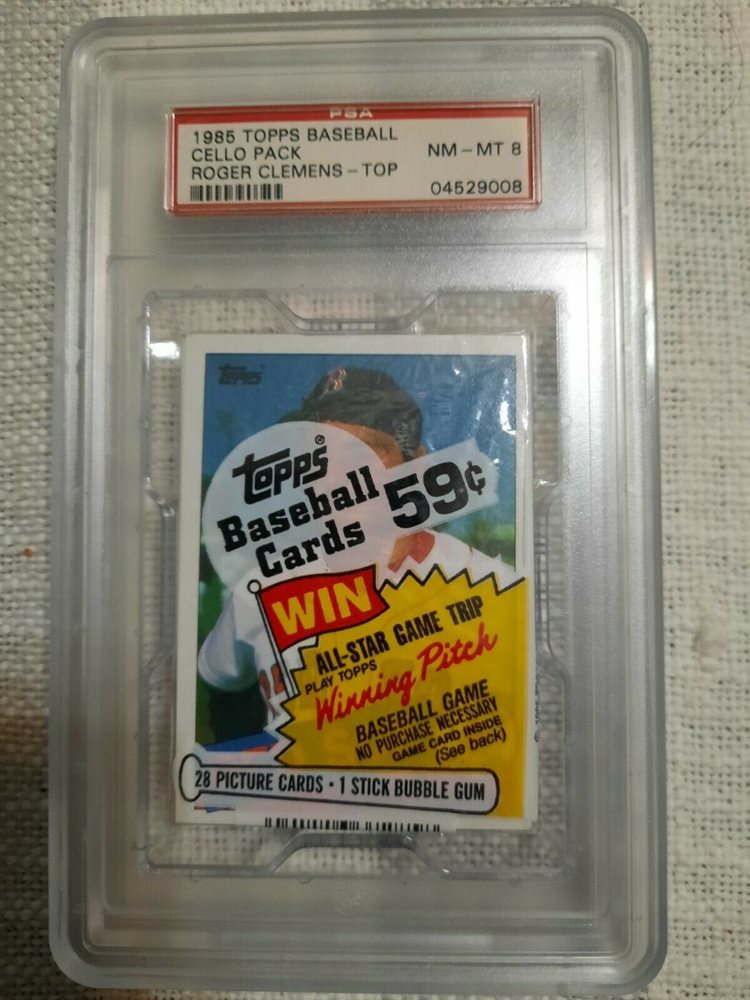 PSA
1985 TOPPS BASEBALL
CELLO PACK
ROGER CLEMENS-TOP
NM-MT 8
04529008
Topps
Topps®
Baseball
Cards
59¢
WIN
ALL-STAR GAME TRIP
PLAY TOPPS
Winning Pitch
BASEBALL GAME
NO PURCHASE NECESSARY
GAME CARD INSIDE
(See back)
28 PICTURE CARDS · 1 STICK BUBBLE GUM